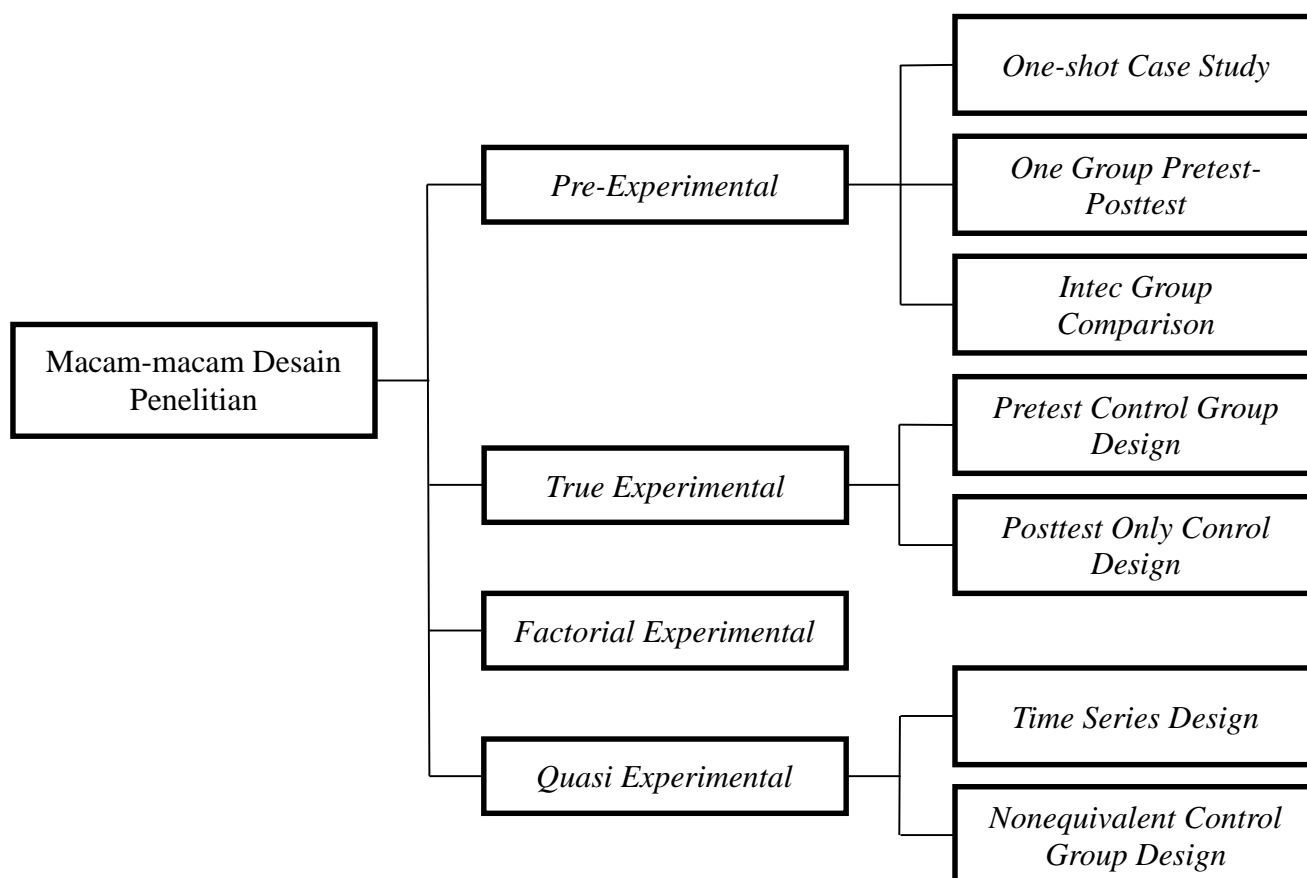 Macam-macam Desain
Penelitian
Pre-Experimental
One-shot Case Study
One Group Pretest-
Posttest
Intec Group
Comparison
True Experimental
Pretest Control Group
Design
Posttest Only Conrol
Design
Factorial Experimental
Quasi Experimental
Time Series Design
Nonequivalent Control
Group Design